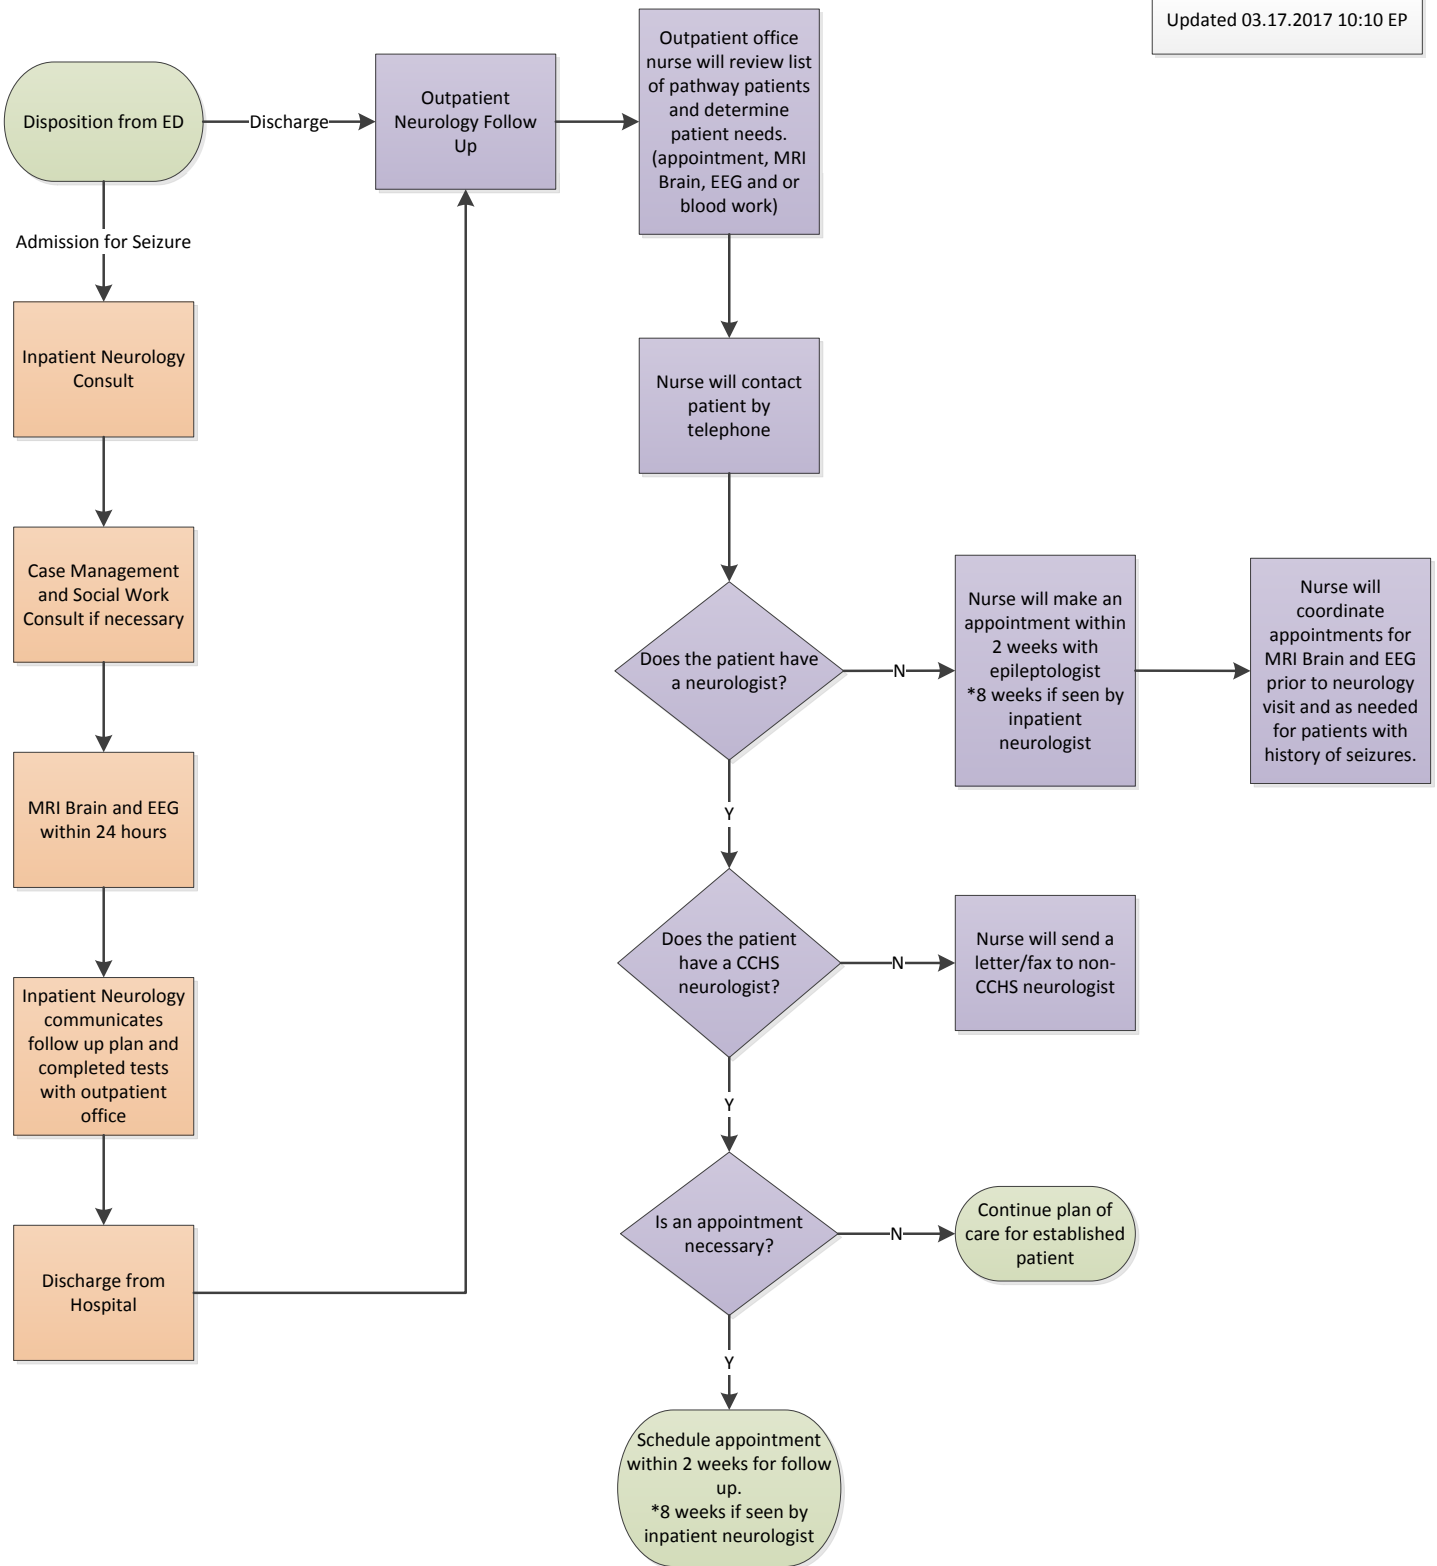 Updated 03.17.2017 10:10 EP
Disposition from ED
Discharge
Outpatient
Neurology Follow
Up
Outpatient office
nurse will review list
of pathway patients
and determine
patient needs.
(appointment, MRI
Brain, EEG and or
blood work)
Admission for Seizure
Inpatient Neurology
Consult
Case Management
and Social Work
Consult if necessary
MRI Brain and EEG
within 24 hours
Inpatient Neurology
communicates
follow up plan and
completed tests
with outpatient
office
Discharge from
Hospital
Nurse will contact
patient by
telephone
Does the patient have
a neurologist?
N
Nurse will make an
appointment within
2 weeks with
epileptologist
*8 weeks if seen by
inpatient
neurologist
Nurse will
coordinate
appointments for
MRI Brain and EEG
prior to neurology
visit and as needed
for patients with
history of seizures.
Y
Does the patient
have a CCHS
neurologist?
N
Nurse will send a
letter/fax to non-
CCHS neurologist
Y
Is an appointment
necessary?
N
Continue plan of
care for established
patient
Y
Schedule appointment
within 2 weeks for follow
up.
*8 weeks if seen by
inpatient neurologist